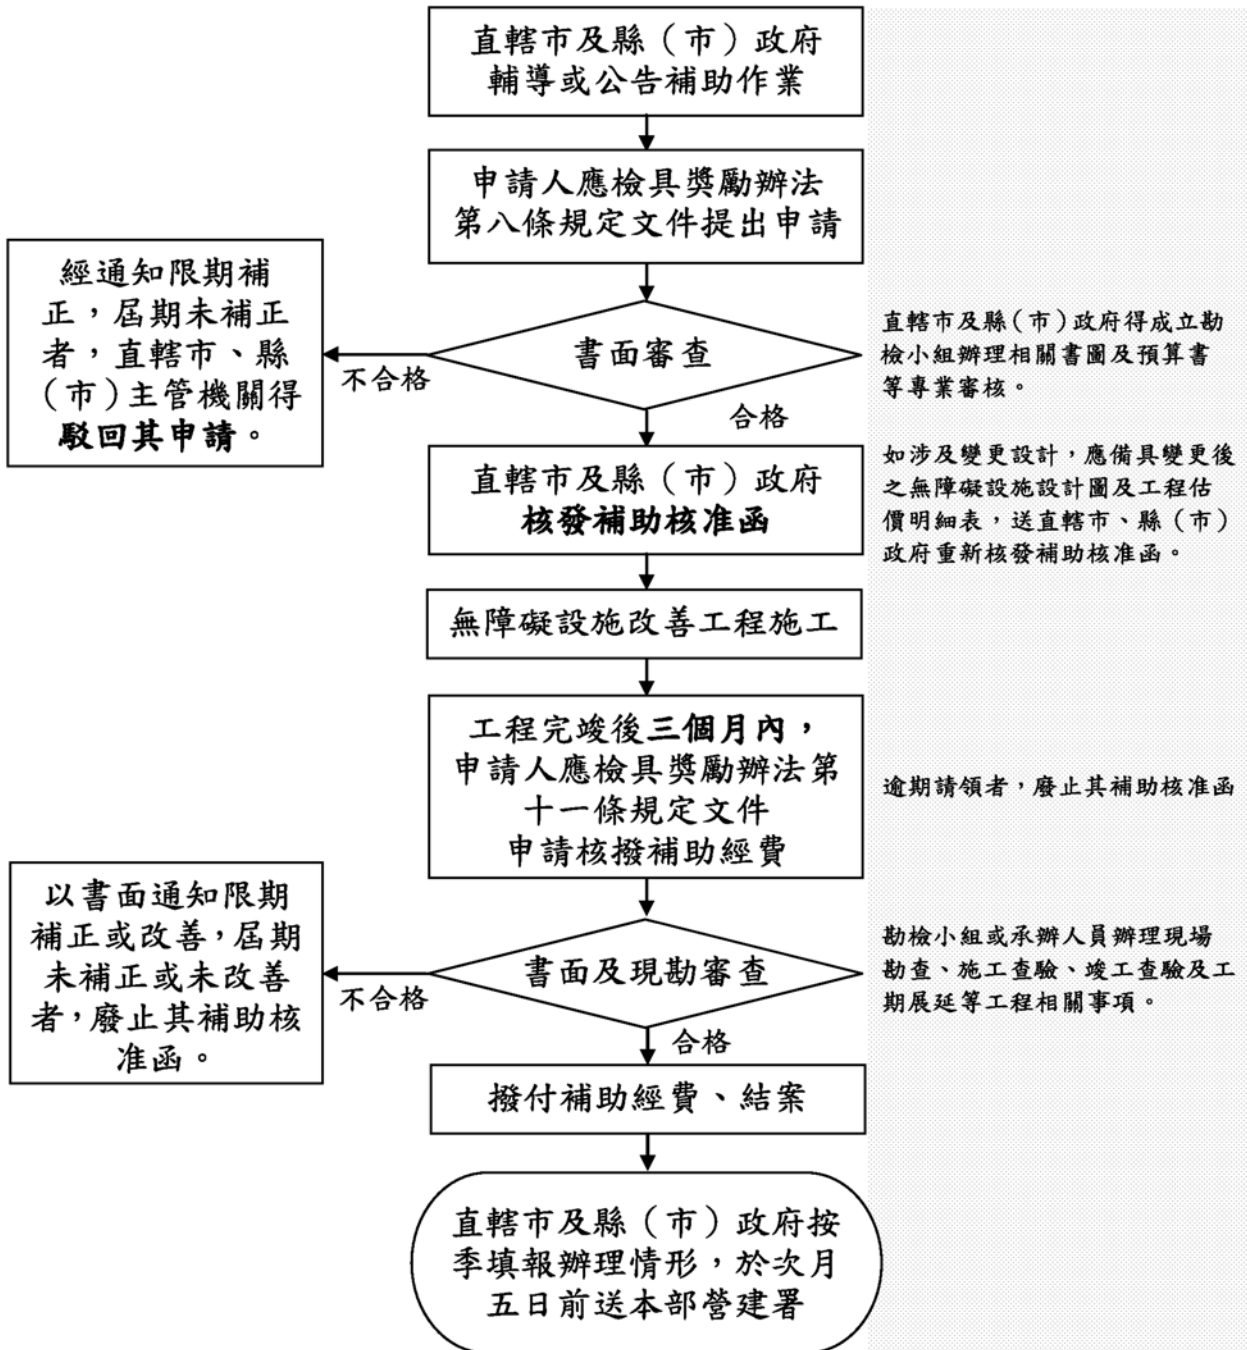 直轄市及縣（市）政府
輔導或公告補助作業
申請人應檢具獎勵辦法
第八條規定文件提出申請
書面審查
不合格
經通知限期補
正，屆期未補正
者，直轄市、縣
（市）主管機關得
駁回其申請。
直轄市及縣（市）政府得成立勘
檢小組辦理相關書圖及預算書
等專業審核。
合格
直轄市及縣（市）政府
核發補助核准函
如涉及變更設計，應備具變更後
之無障礙設施設計圖及工程估
價明細表，送直轄市、縣（市）
政府重新核發補助核准函。
無障礙設施改善工程施工
工程完竣後三個月內，
申請人應檢具獎勵辦法第
十一條規定文件
申請核撥補助經費
逾期請領者，廢止其補助核准函
書面及現勘審查
不合格
以書面通知限期
補正或改善，屆期
未補正或未改善
者，廢止其補助核
准函。
勘檢小組或承辦人員辦理現場
勘查、施工查驗、竣工查驗及工
期展延等工程相關事項。
合格
撥付補助經費、結案
直轄市及縣（市）政府按
季填報辦理情形，於次月
五日前送本部營建署